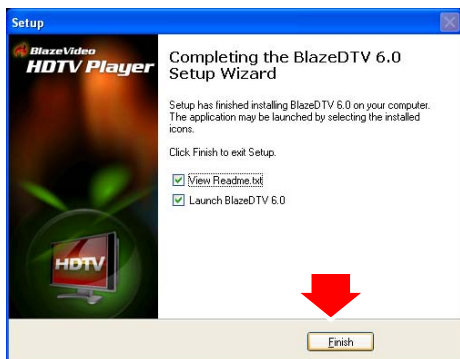 Setup
BlazeVideo
HDTV Player
Completing the BlazeDTV 6.0
Setup Wizard
Setup has finished installing BlazeDTV 6.0 on your computer.
The application may be launched by selecting the installed
icons.
Click Finish to exit Setup.
View Readme.txt
Launch BlazeDTV 6.0
HDTV
Finish